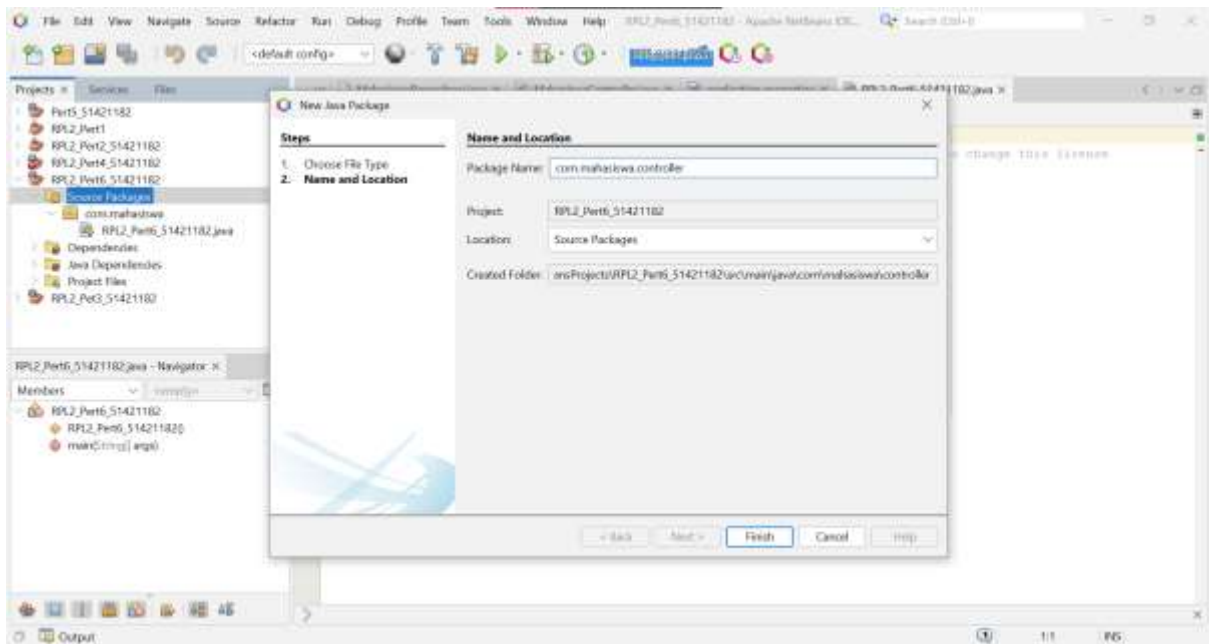 File Edit View Navigate Source Refactor Run Debug Profile Team Tools Window Help
<default config>
Projects Services Files
Pert5_51421182
RPL2_Pert1
RPL2_Pert2_51421182
RPL2_Pert4_51421182
RPL2_Pert6_51421182
Source Packages
com.mahasiswa
RPL2_Pert6_51421182.java
Dependencies
Java Dependencies
Project Files
RPL2_Pet3_51421182
RPL2_Pert6_51421182.java - Navigator
Members
RPL2_Pert6_51421182
RPL2_Pert6_51421182()
main(String[] args)
New Java Package
Steps
1. Choose File Type
2. Name and Location
Name and Location
Package Name: com.mahasiswa.controller
Project: RPL2_Pert6_51421182
Location: Source Packages
Created Folder: ansProjects\RPL2_Pert6_51421182\src\main\java\com\mahasiswa\controller
< Back Next > Finish Cancel Help
change this license
Output
1:1 INS